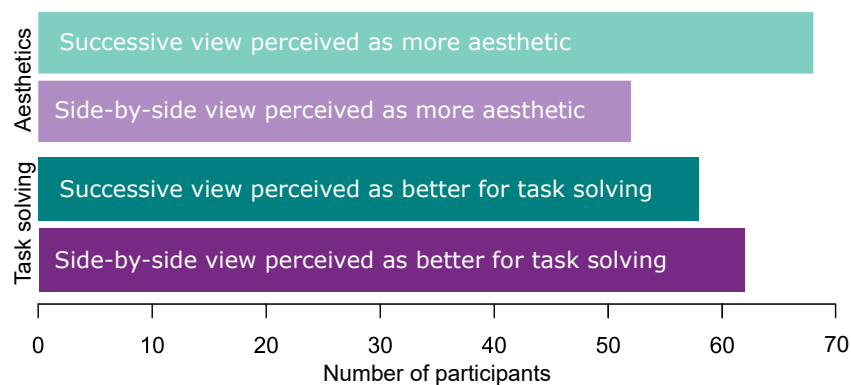 Aesthetics
Successive view perceived as more aesthetic
Side-by-side view perceived as more aesthetic
Task solving
Successive view perceived as better for task solving
Side-by-side view perceived as better for task solving
0 10 20 30 40 50 60 70
Number of participants